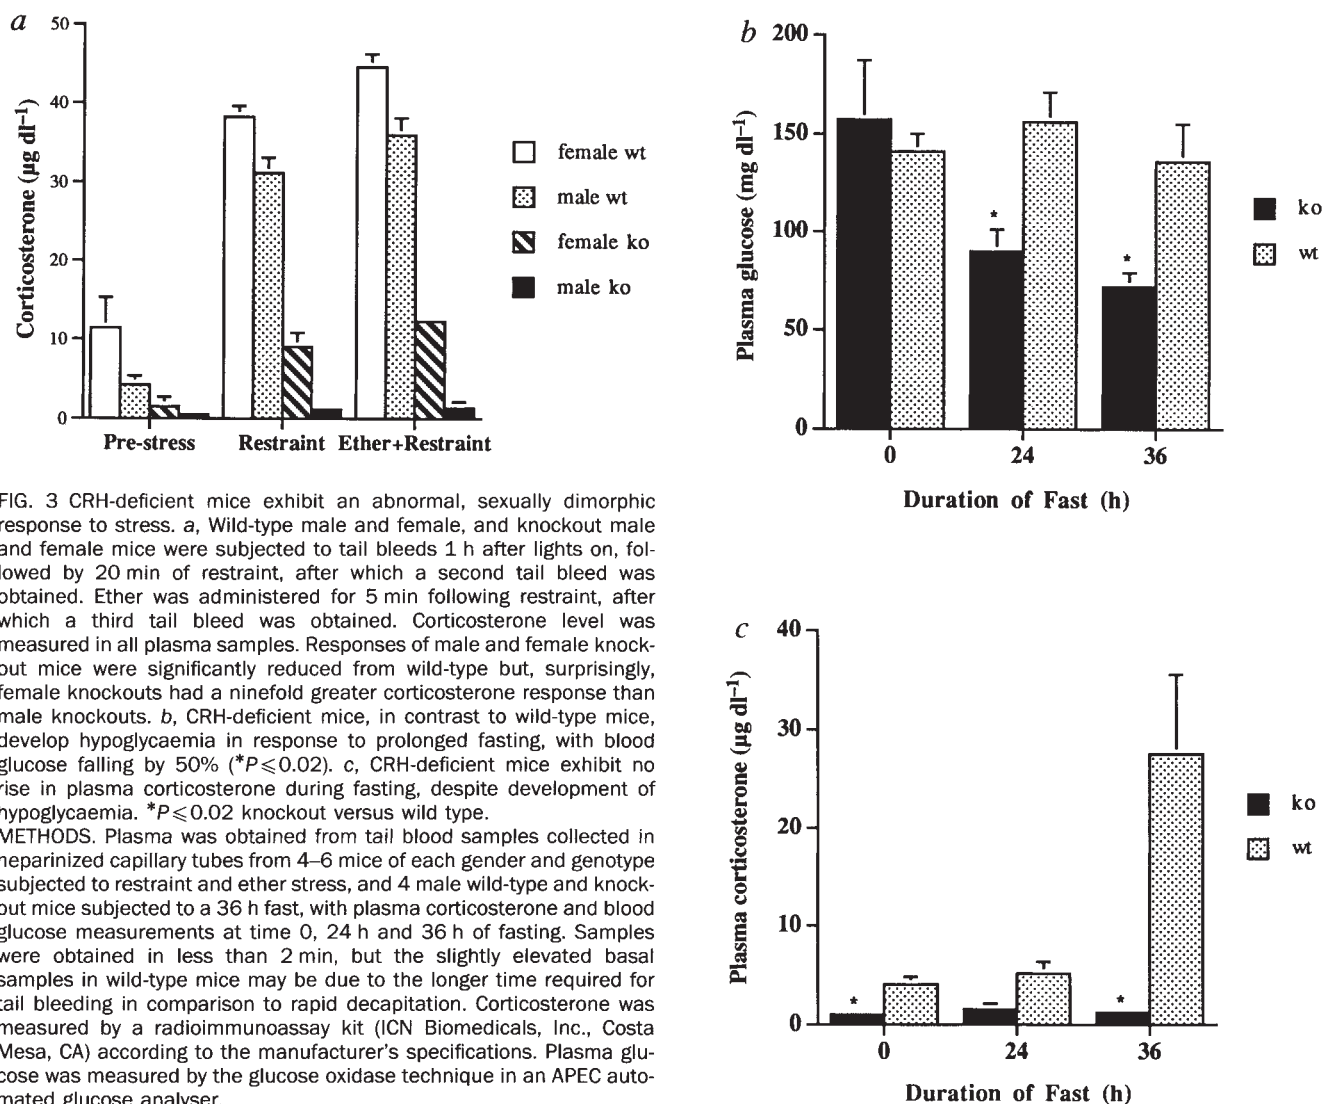 a
50
40
30
20
10
0
Corticosterone (µg dl⁻¹)
Pre-stress Restraint Ether+Restraint
female wt
male wt
female ko
male ko
b
200
150
100
50
0
Plasma glucose (mg dl⁻¹)
*
*
0 24 36
Duration of Fast (h)
ko
wt
FIG. 3 CRH-deficient mice exhibit an abnormal, sexually dimorphic
response to stress. a, Wild-type male and female, and knockout male
and female mice were subjected to tail bleeds 1 h after lights on, fol-
lowed by 20 min of restraint, after which a second tail bleed was
obtained. Ether was administered for 5 min following restraint, after
which a third tail bleed was obtained. Corticosterone level was
measured in all plasma samples. Responses of male and female knock-
out mice were significantly reduced from wild-type but, surprisingly,
female knockouts had a ninefold greater corticosterone response than
male knockouts. b, CRH-deficient mice, in contrast to wild-type mice,
develop hypoglycaemia in response to prolonged fasting, with blood
glucose falling by 50% (*P⩽0.02). c, CRH-deficient mice exhibit no
rise in plasma corticosterone during fasting, despite development of
hypoglycaemia. *P⩽0.02 knockout versus wild type.
METHODS. Plasma was obtained from tail blood samples collected in
heparinized capillary tubes from 4–6 mice of each gender and genotype
subjected to restraint and ether stress, and 4 male wild-type and knock-
out mice subjected to a 36 h fast, with plasma corticosterone and blood
glucose measurements at time 0, 24 h and 36 h of fasting. Samples
were obtained in less than 2 min, but the slightly elevated basal
samples in wild-type mice may be due to the longer time required for
tail bleeding in comparison to rapid decapitation. Corticosterone was
measured by a radioimmunoassay kit (ICN Biomedicals, Inc., Costa
Mesa, CA) according to the manufacturer's specifications. Plasma glu-
cose was measured by the glucose oxidase technique in an APEC auto-
mated glucose analyser.
c
40
30
20
10
0
Plasma corticosterone (µg dl⁻¹)
*
*
0 24 36
Duration of Fast (h)
ko
wt